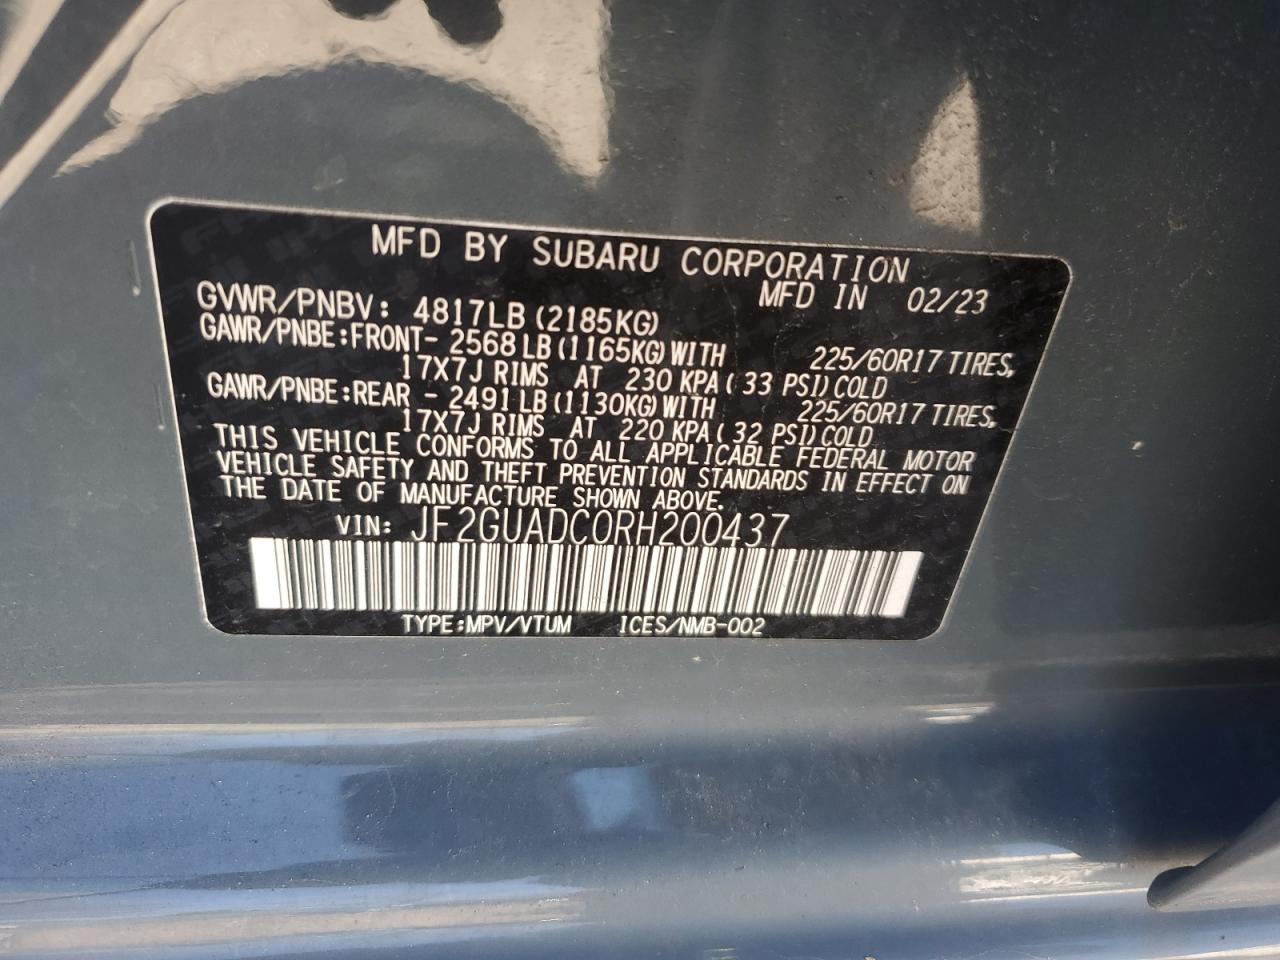 MFD BY SUBARU CORPORATION
MFD IN 02/23
GVWR/PNBV: 4817LB (2185KG)
GAWR/PNBE:FRONT- 2568 LB (1165KG) WITH 225/60R17 TIRES,
17X7J RIMS AT 230 KPA ( 33 PSI) COLD
GAWR/PNBE:REAR - 2491 LB (1130KG) WITH 225/60R17 TIRES,
17X7J RIMS AT 220 KPA ( 32 PSI) COLD
THIS VEHICLE CONFORMS TO ALL APPLICABLE FEDERAL MOTOR
VEHICLE SAFETY AND THEFT PREVENTION STANDARDS IN EFFECT ON
THE DATE OF MANUFACTURE SHOWN ABOVE.
VIN: JF2GUADC0RH200437
TYPE:MPV/VTUM ICES/NMB-002